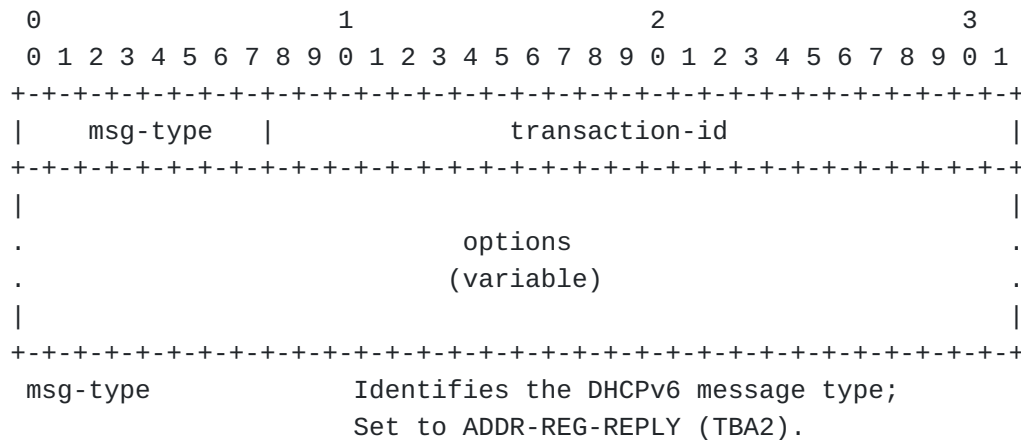 0                   1                   2                   3
 0 1 2 3 4 5 6 7 8 9 0 1 2 3 4 5 6 7 8 9 0 1 2 3 4 5 6 7 8 9 0 1
+-+-+-+-+-+-+-+-+-+-+-+-+-+-+-+-+-+-+-+-+-+-+-+-+-+-+-+-+-+-+-+-+
|    msg-type   |               transaction-id                  |
+-+-+-+-+-+-+-+-+-+-+-+-+-+-+-+-+-+-+-+-+-+-+-+-+-+-+-+-+-+-+-+-+
|                                                               |
.                            options                            .
.                           (variable)                          .
|                                                               |
+-+-+-+-+-+-+-+-+-+-+-+-+-+-+-+-+-+-+-+-+-+-+-+-+-+-+-+-+-+-+-+-+
 msg-type             Identifies the DHCPv6 message type;
                      Set to ADDR-REG-REPLY (TBA2).